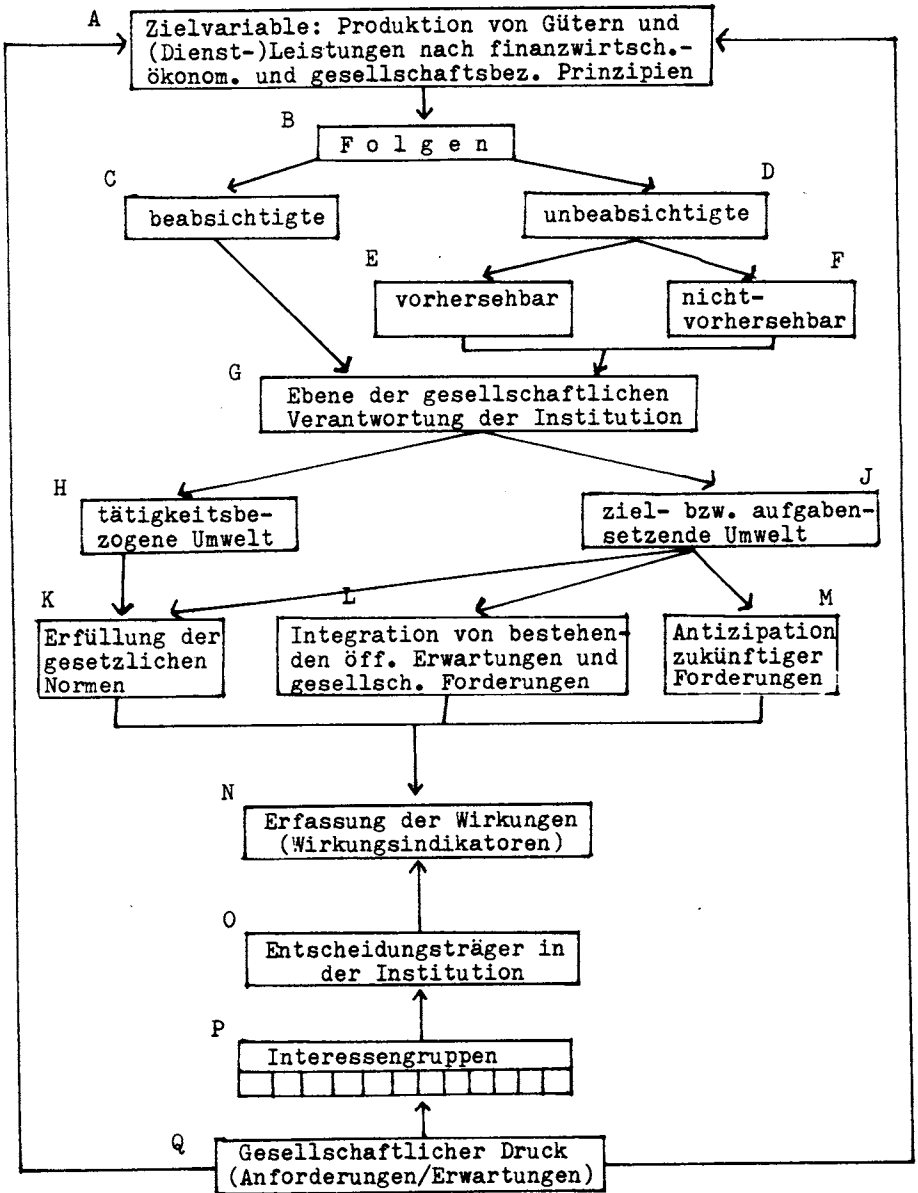 A
Zielvariable: Produktion von Gütern und
(Dienst-)Leistungen nach finanzwirtsch.-
ökonom. und gesellschaftsbez. Prinzipien
B
F o l g e n
C
beabsichtigte
D
unbeabsichtigte
E
vorhersehbar
F
nicht-
vorhersehbar
G
Ebene der gesellschaftlichen
Verantwortung der Institution
H
tätigkeitsbe-
zogene Umwelt
J
ziel- bzw. aufgaben-
setzende Umwelt
K
Erfüllung der
gesetzlichen
Normen
L
Integration von bestehen-
den öff. Erwartungen und
gesellsch. Forderungen
M
Antizipation
zukünftiger
Forderungen
N
Erfassung der Wirkungen
(Wirkungsindikatoren)
O
Entscheidungsträger in
der Institution
P
Interessengruppen
Q
Gesellschaftlicher Druck
(Anforderungen/Erwartungen)